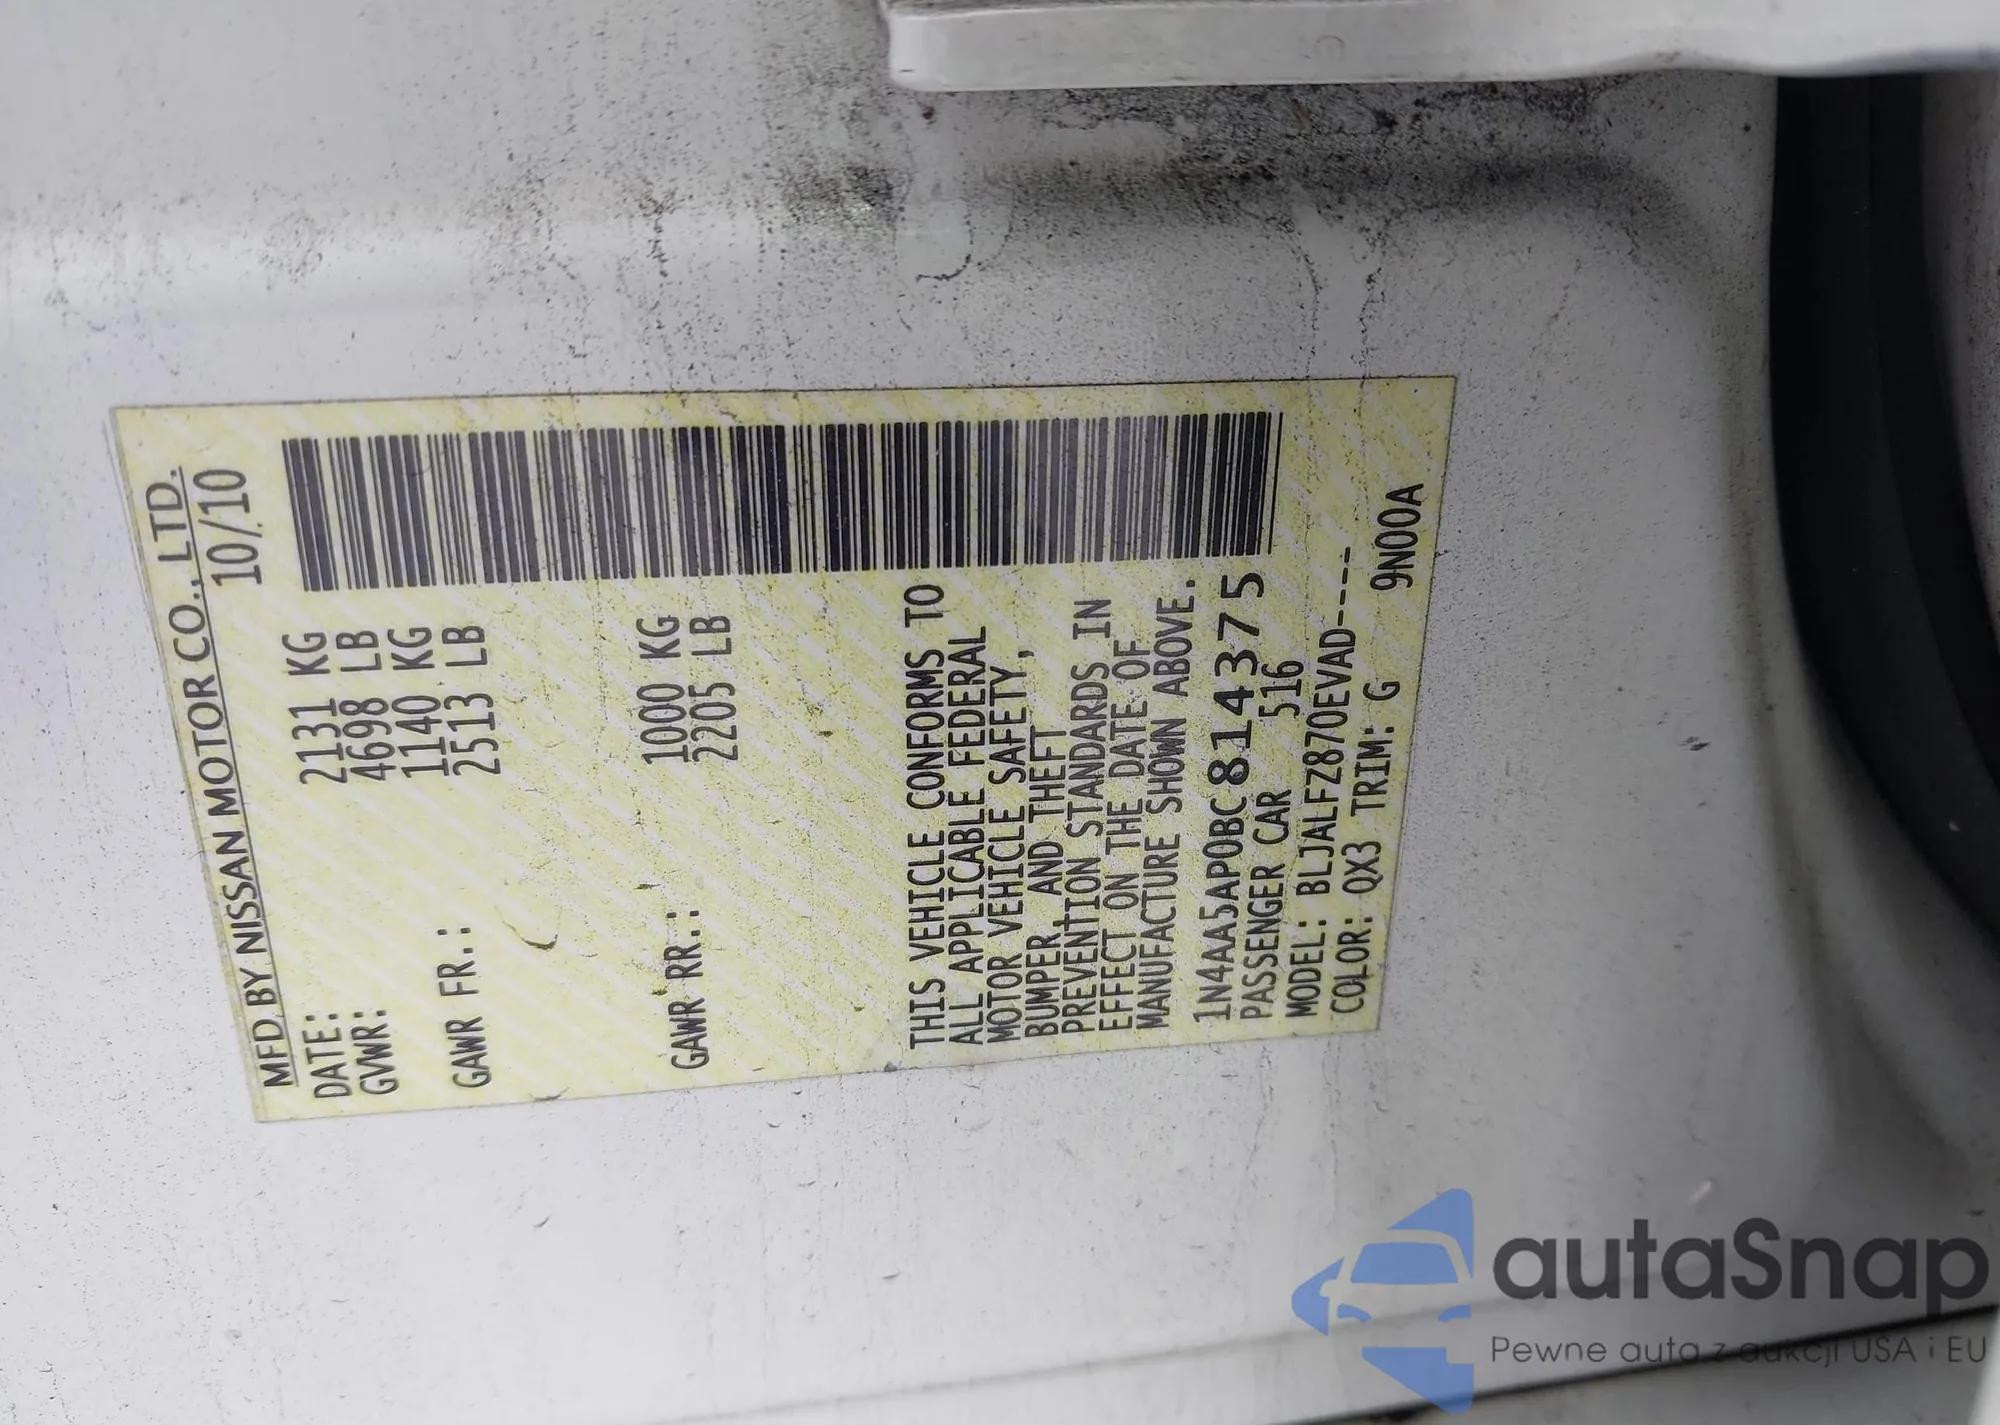 MFD BY NISSAN MOTOR CO., LTD.
DATE: 10/10
GVWR: 2131 KG
4698 LB
GAWR FR.: 1140 KG
2513 LB
GAWR RR.: 1000 KG
2205 LB
THIS VEHICLE CONFORMS TO
ALL APPLICABLE FEDERAL
MOTOR VEHICLE SAFETY,
BUMPER, AND THEFT
PREVENTION STANDARDS IN
EFFECT ON THE DATE OF
MANUFACTURE SHOWN ABOVE.
1N4AA5AP0BC814375
PASSENGER CAR 516
MODEL: BLJALFZ870EVAD----
COLOR: QX3 TRIM: G 9N00A
autaSnap
Pewne auta z aukcji USA i EU